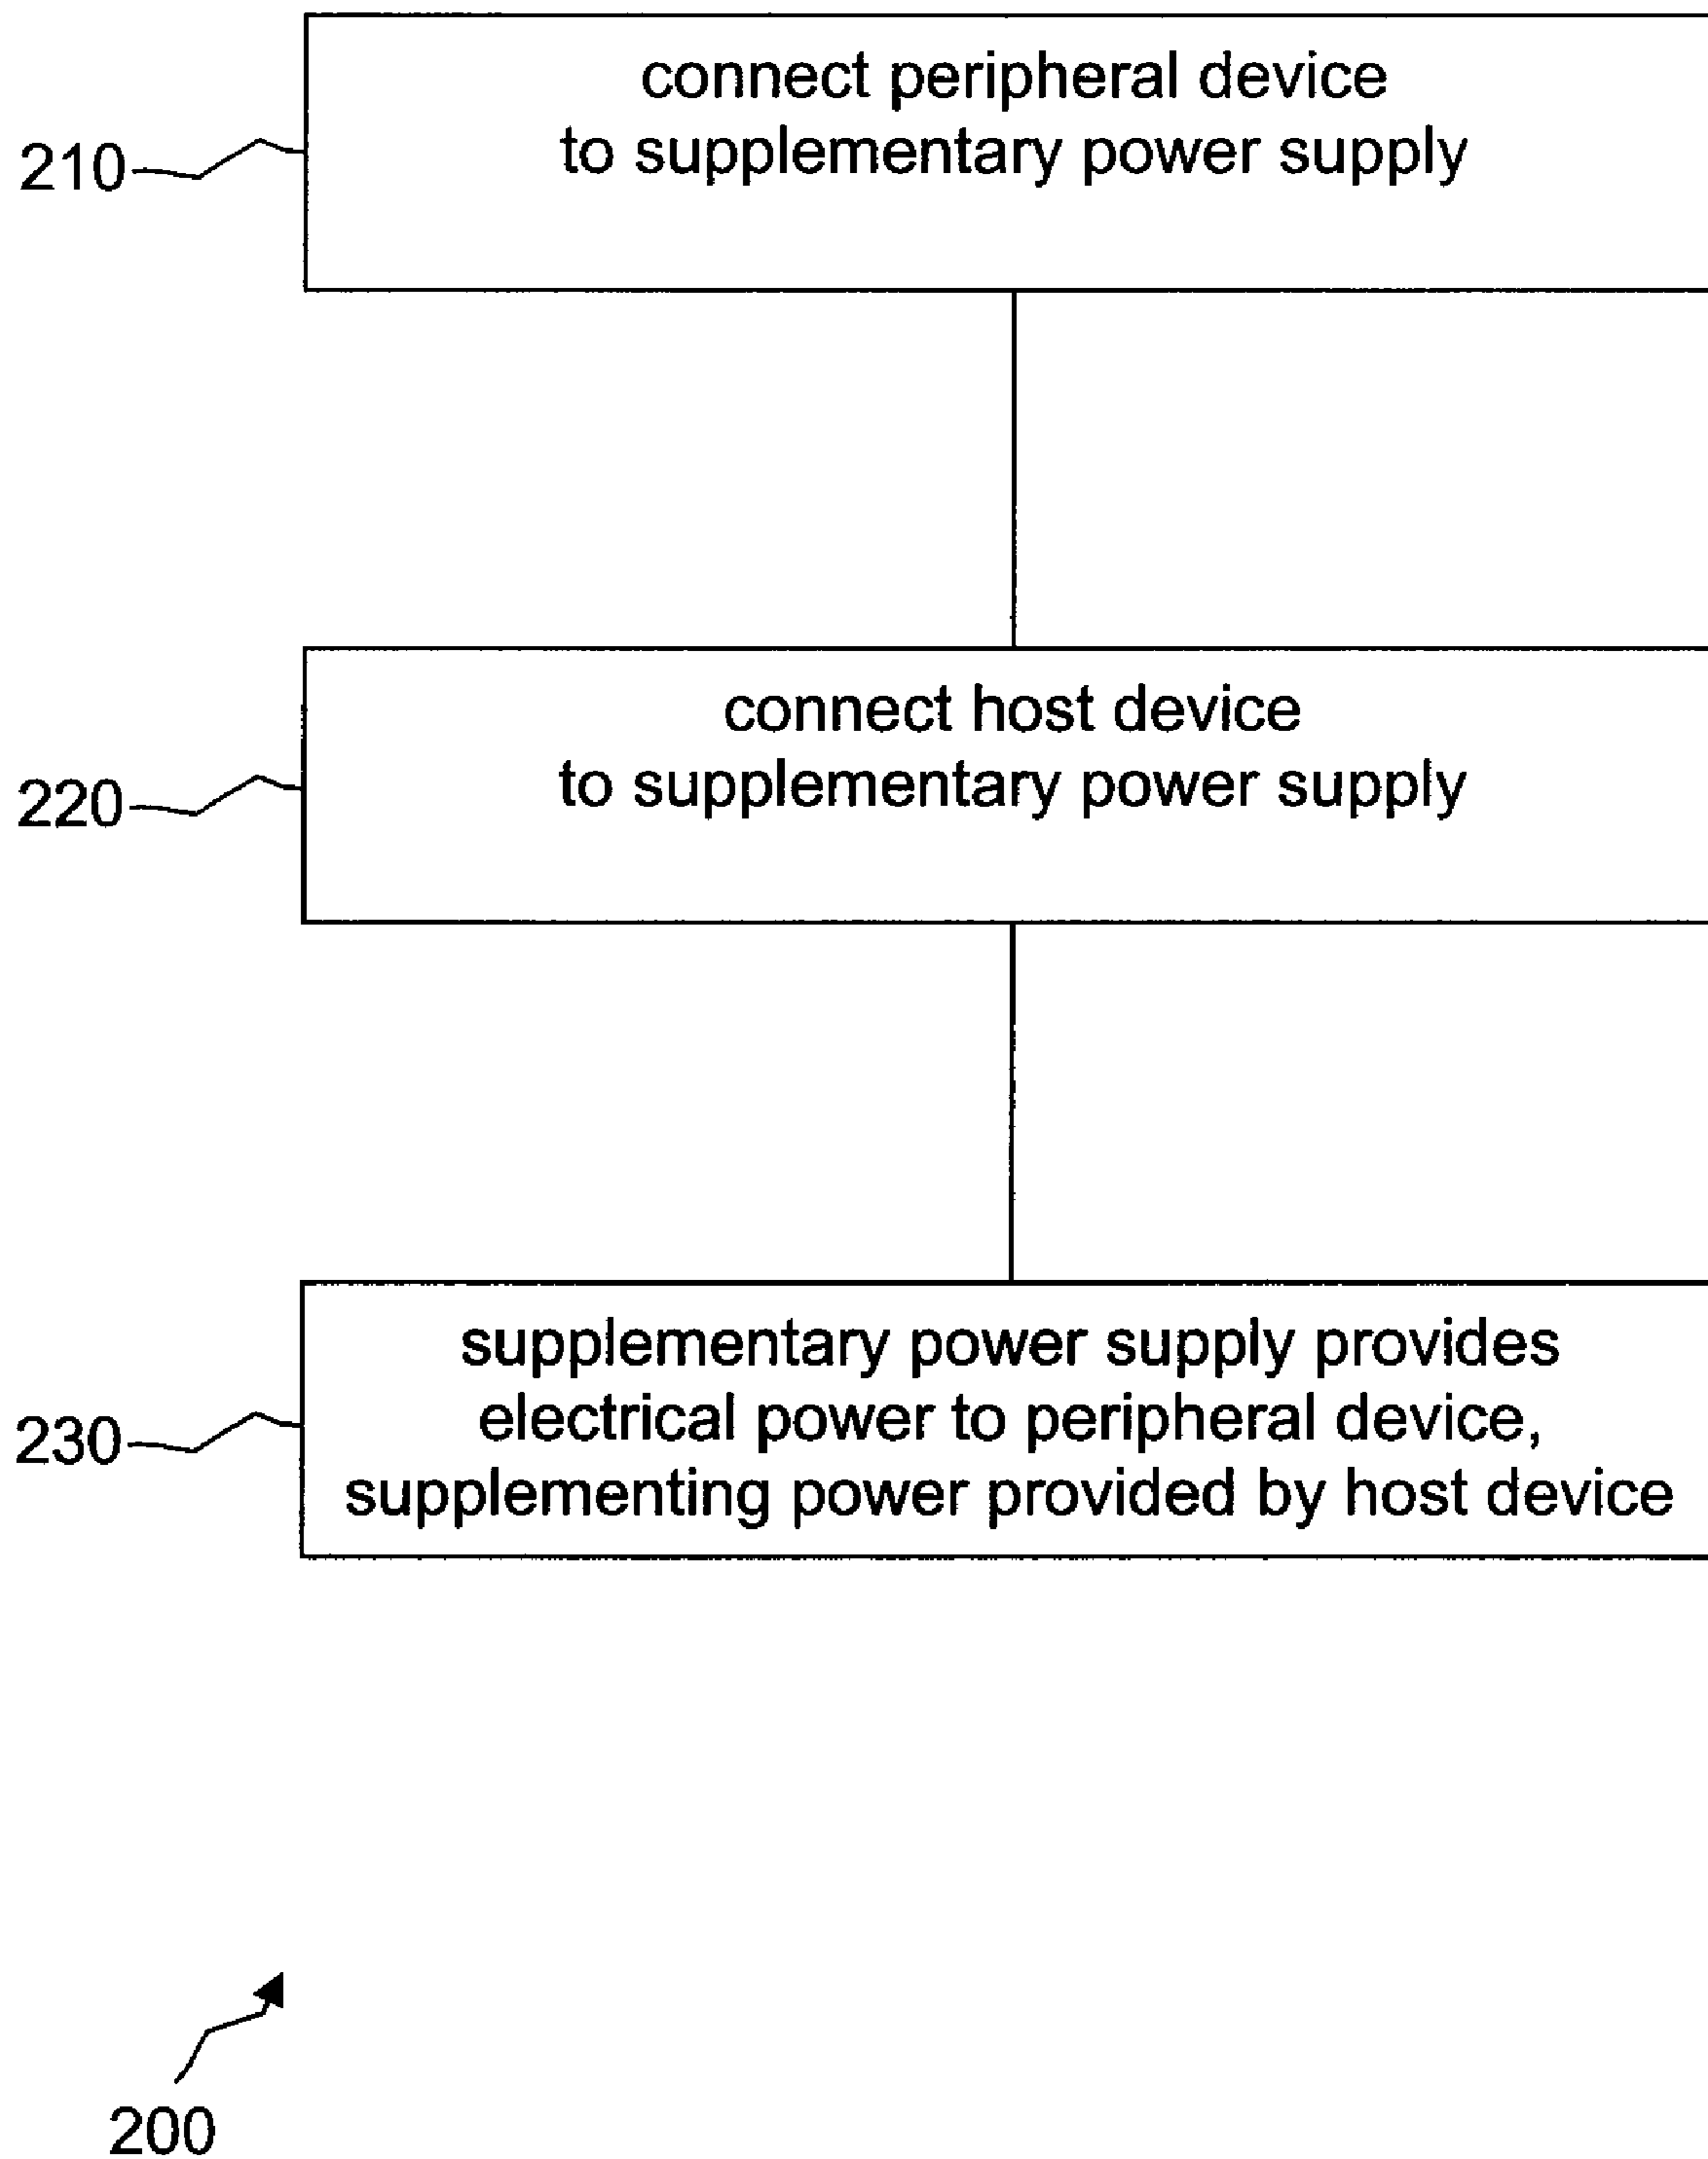 connect peripheral device
to supplementary power supply
210
connect host device
to supplementary power supply
220
supplementary power supply provides
electrical power to peripheral device,
supplementing power provided by host device
230
200